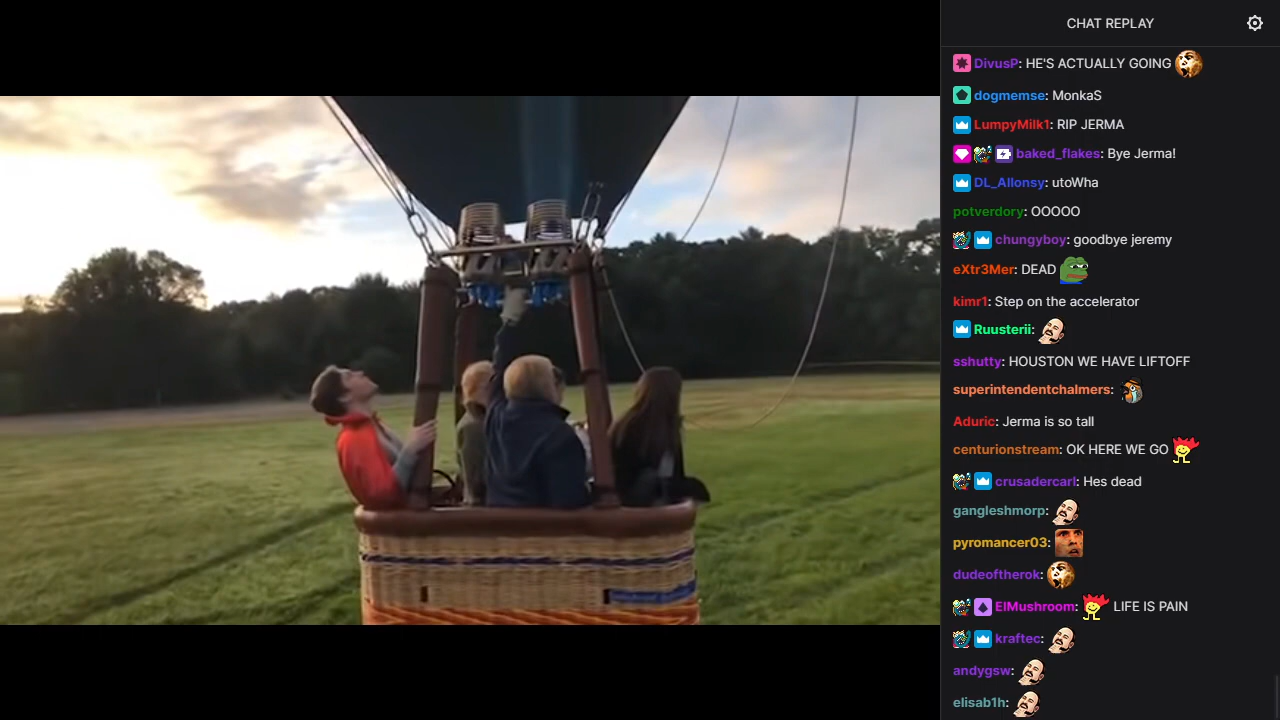 CHAT REPLAY
DivusP: HE'S ACTUALLY GOING
dogmemse: MonkaS
LumpyMilk1: RIP JERMA
baked_flakes: Bye Jerma!
DL_Allonsy: utoWha
potverdory: OOOOO
chungyboy: goodbye jeremy
eXtr3Mer: DEAD
kimr1: Step on the accelerator
Ruusterii:
sshutty: HOUSTON WE HAVE LIFTOFF
superintendentchalmers:
Aduric: Jerma is so tall
centurionstream: OK HERE WE GO
crusadercarl: Hes dead
gangleshmorp:
pyromancer03:
dudeoftherok:
ElMushroom: LIFE IS PAIN
kraftec:
andygsw:
elisab1h: